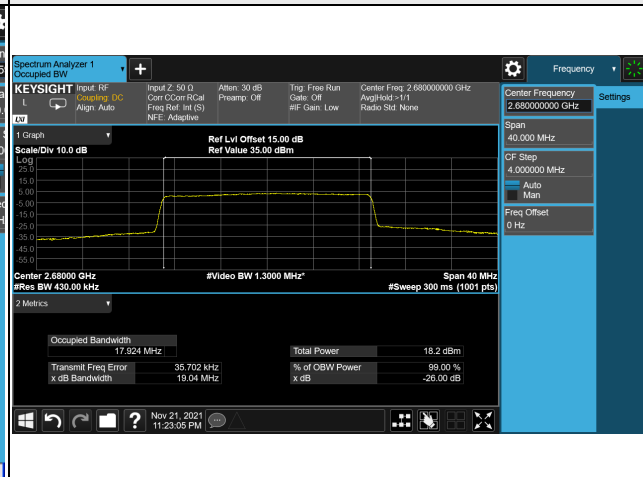 Spectrum Analyzer 1
Occupied BW
+
Frequency
KEYSIGHT
L
LXI
Input: RF
Coupling: DC
Align: Auto
Input Z: 50 Ω
Corr CCorr RCal
Freq Ref: Int (S)
NFE: Adaptive
Atten: 30 dB
Preamp: Off
Trig: Free Run
Gate: Off
#IF Gain: Low
Center Freq: 2.680000000 GHz
Avg|Hold:>1/1
Radio Std: None
Center Frequency
2.680000000 GHz
Settings
Span
40.000 MHz
CF Step
4.000000 MHz
Auto
Man
Freq Offset
0 Hz
1 Graph
Scale/Div 10.0 dB
Ref Lvl Offset 15.00 dB
Ref Value 35.00 dBm
Log
25.0
15.0
5.00
-5.00
-15.0
-25.0
-35.0
-45.0
-55.0
Center 2.68000 GHz
#Video BW 1.3000 MHz*
Span 40 MHz
#Res BW 430.00 kHz
#Sweep 300 ms (1001 pts)
2 Metrics
Occupied Bandwidth
17.924 MHz
Total Power 18.2 dBm
Transmit Freq Error 35.702 kHz
% of OBW Power 99.00 %
x dB Bandwidth 19.04 MHz
x dB -26.00 dB
?
Nov 21, 2021
11:23:05 PM